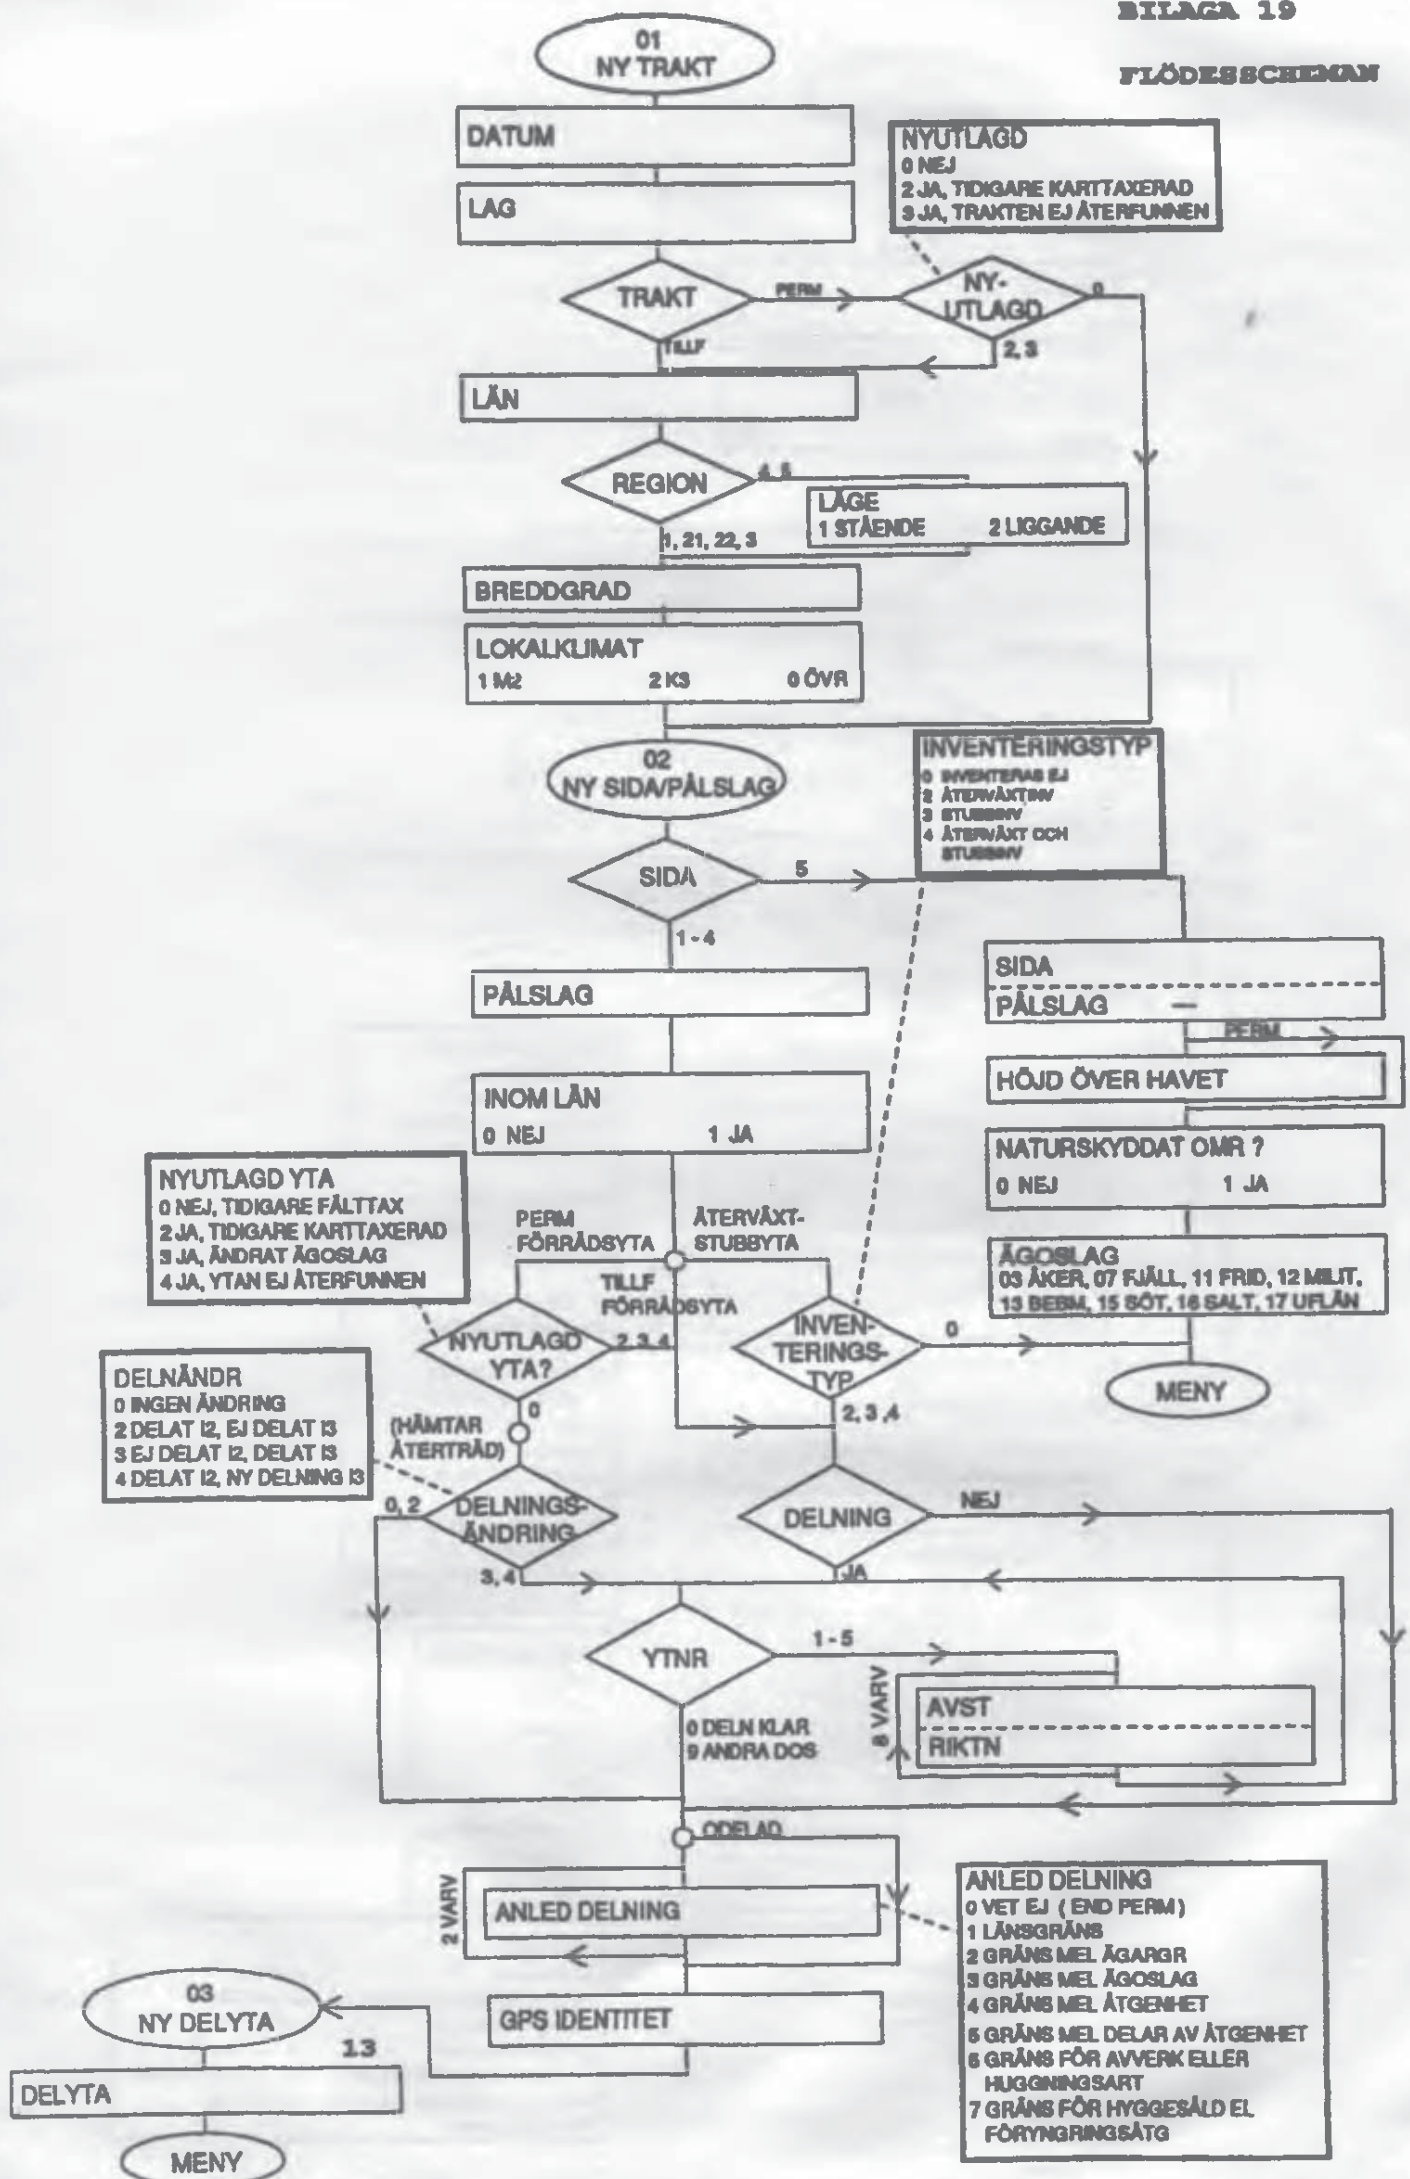 BILAGA 19
FLÖDESSCHEMAN
01
NY TRAKT
DATUM
LAG
NYUTLAGD
0 NEJ
2 JA, TIDIGARE KARTTAXERAD
3 JA, TRAKTEN EJ ÅTERFUNNEN
TRAKT
PERM
NY-
UTLAGD
0
TILLF
2, 3
LÄN
REGION
4, 5
LÄGE
1 STÅENDE 2 LIGGANDE
1, 21, 22, 3
BREDDGRAD
LOKALKLIMAT
1 M2 2 K3 0 ÖVR
02
NY SIDA/PÅLSLAG
INVENTERINGSTYP
0 INVENTERAS EJ
2 ÅTERVÄXTINV
3 STUBBINV
4 ÅTERVÄXT OCH
STUBBINV
SIDA
5
1 - 4
PÅLSLAG
SIDA
PÅLSLAG —
PERM
HÖJD ÖVER HAVET
INOM LÄN
0 NEJ 1 JA
NATURSKYDDAT OMR ?
0 NEJ 1 JA
NYUTLAGD YTA
0 NEJ, TIDIGARE FÄLTTAX
2 JA, TIDIGARE KARTTAXERAD
3 JA, ÄNDRAT ÄGOSLAG
4 JA, YTAN EJ ÅTERFUNNEN
PERM
FÖRRÅDSYTA
ÅTERVÄXT-
STUBBYTA
TILLF
FÖRRÅDSYTA
ÄGOSLAG
03 ÅKER, 07 FJÄLL, 11 FRID, 12 MILIT,
13 BEBM, 15 SÖT, 16 SALT, 17 UFLÄN
NYUTLAGD
YTA?
2, 3, 4
INVEN-
TERINGS-
TYP
0
MENY
DELNÄNDR
0 INGEN ÄNDRING
2 DELAT I2, EJ DELAT I3
3 EJ DELAT I2, DELAT I3
4 DELAT I2, NY DELNING I3
0
(HÄMTAR
ÅTERTRÄD)
2, 3 ,4
0, 2
DELNINGS-
ÄNDRING
DELNING
NEJ
3, 4
JA
YTNR
1 - 5
8 VARV
AVST
RIKTN
0 DELN KLAR
9 ANDRA DOS
ODELAD
2 VARV
ANLED DELNING
ANLED DELNING
0 VET EJ ( END PERM )
1 LÄNSGRÄNS
2 GRÄNS MEL ÄGARGR
3 GRÄNS MEL ÄGOSLAG
4 GRÄNS MEL ÅTGENHET
5 GRÄNS MEL DELAR AV ÅTGENHET
6 GRÄNS FÖR AVVERK ELLER
HUGGNINGSART
7 GRÄNS FÖR HYGGESÅLD EL
FÖRYNGRINGSÅTG
GPS IDENTITET
03
NY DELYTA
13
DELYTA
MENY